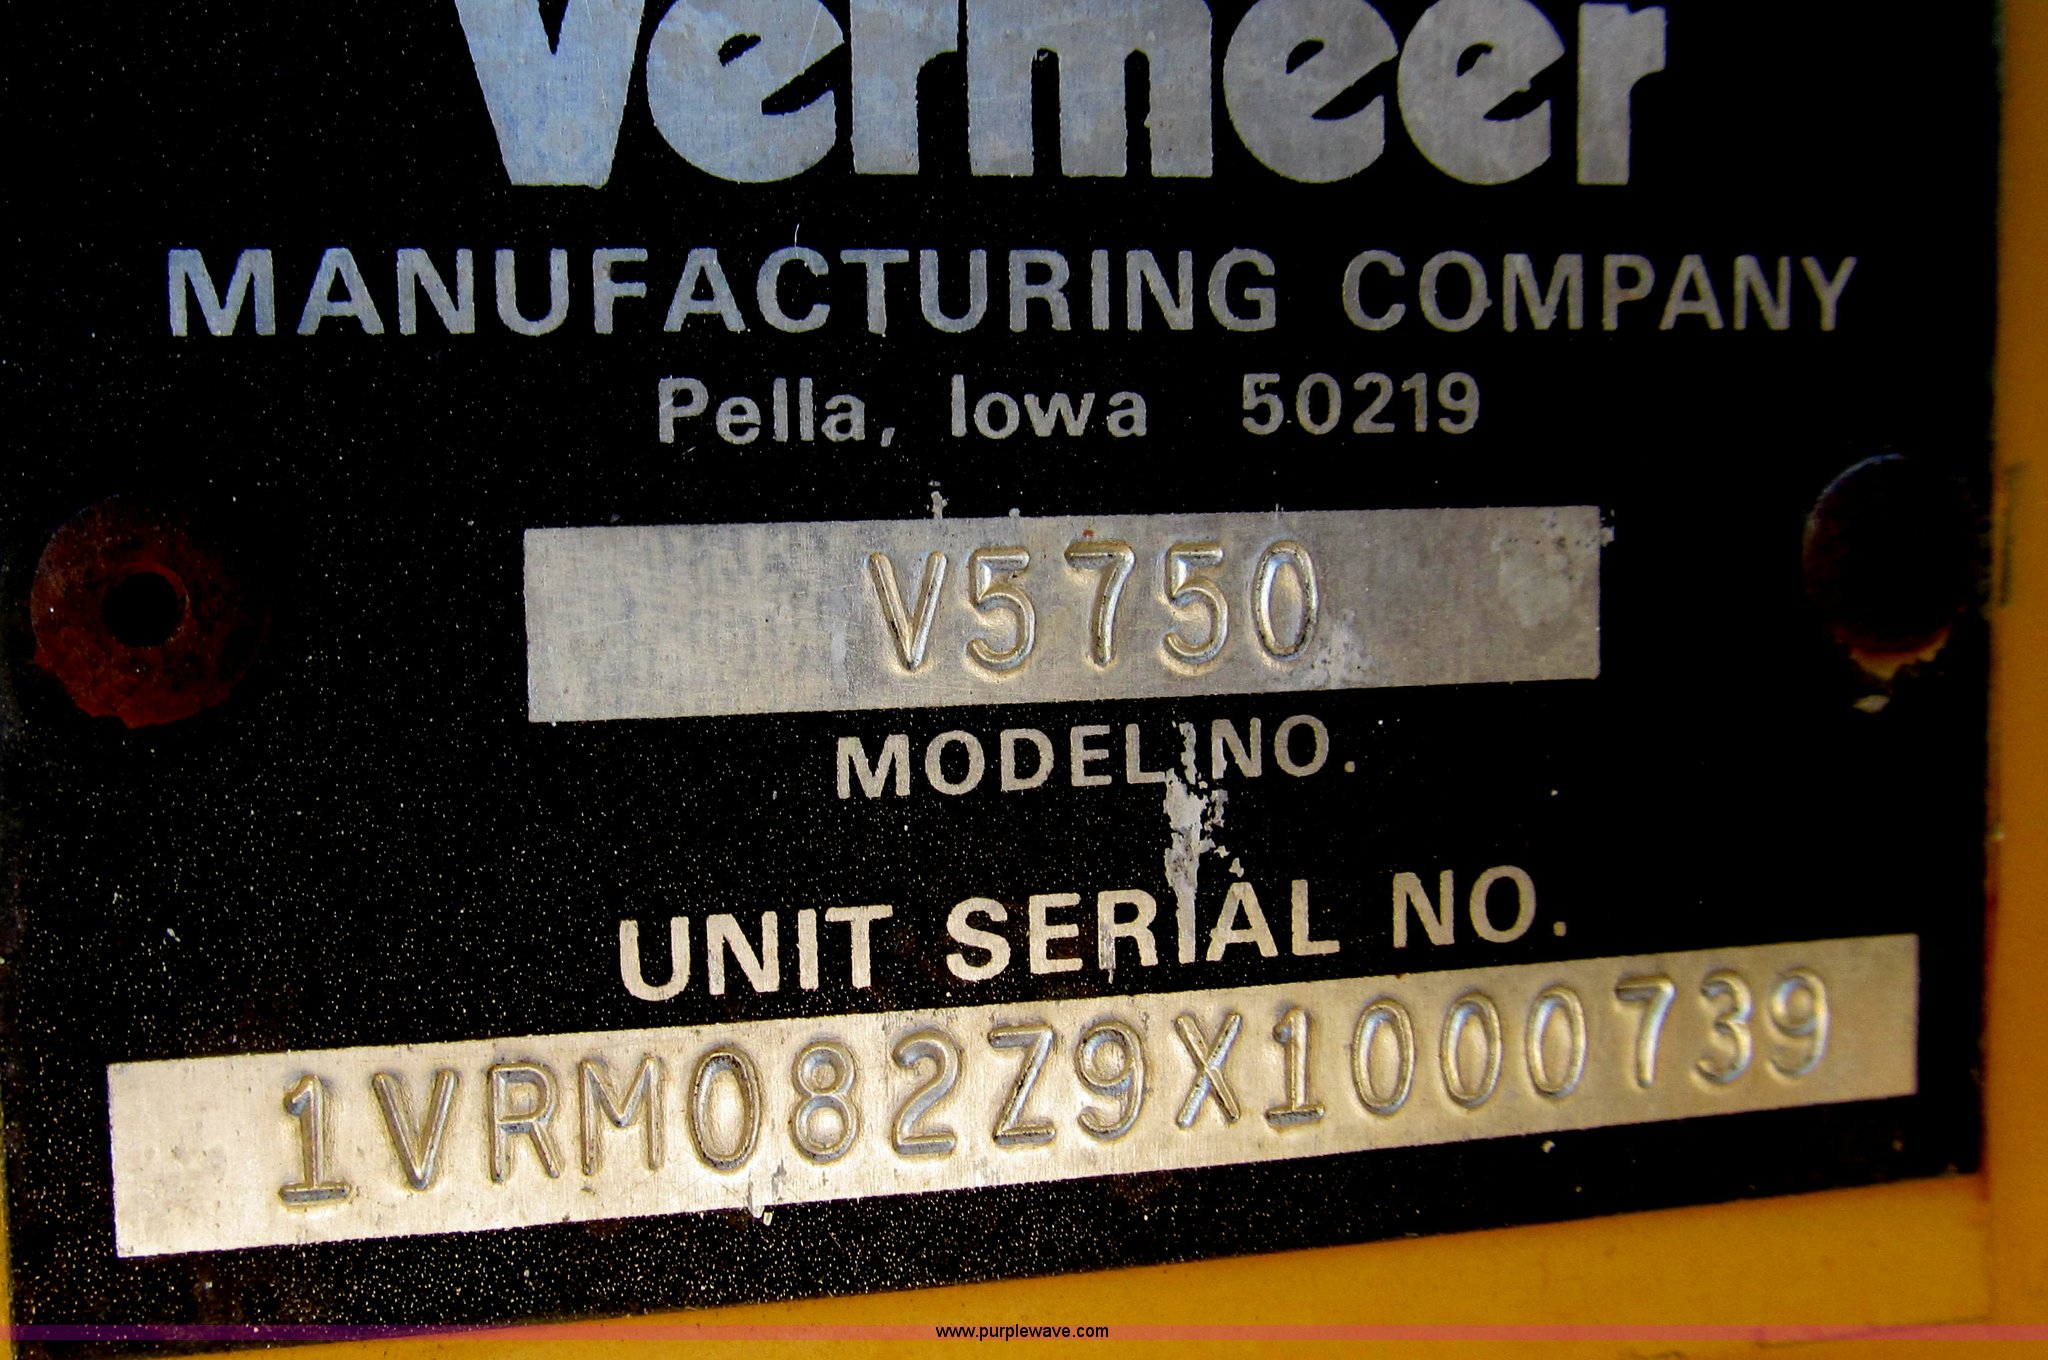 Vermeer
MANUFACTURING COMPANY
Pella, Iowa 50219
V5750
MODEL NO.
UNIT SERIAL NO.
1VRM082Z9X1000739
www.purplewave.com